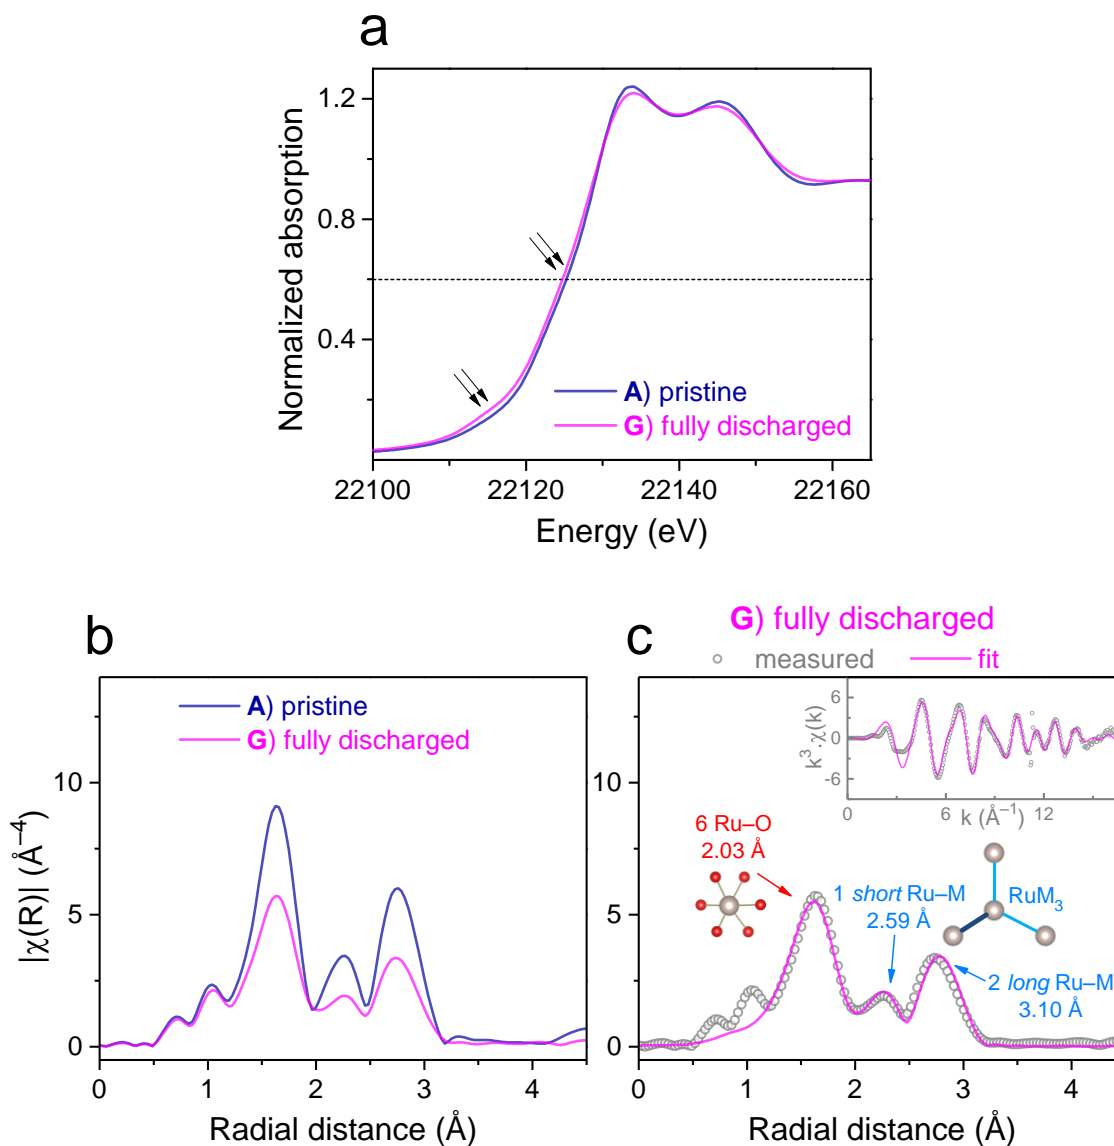 a
Normalized absorption
1.2
0.8
0.4
A) pristine
G) fully discharged
22100
22120
22140
22160
Energy (eV)
b
|χ(R)| (Å⁻⁴)
A) pristine
G) fully discharged
10
5
0
0
1
2
3
4
Radial distance (Å)
c
G) fully discharged
measured
fit
k³.χ(k)
6
0
-6
0
6
12
k (Å⁻¹)
6 Ru–O
2.03 Å
1 short Ru–M
2.59 Å
RuM₃
2 long Ru–M
3.10 Å
10
5
0
0
1
2
3
4
Radial distance (Å)